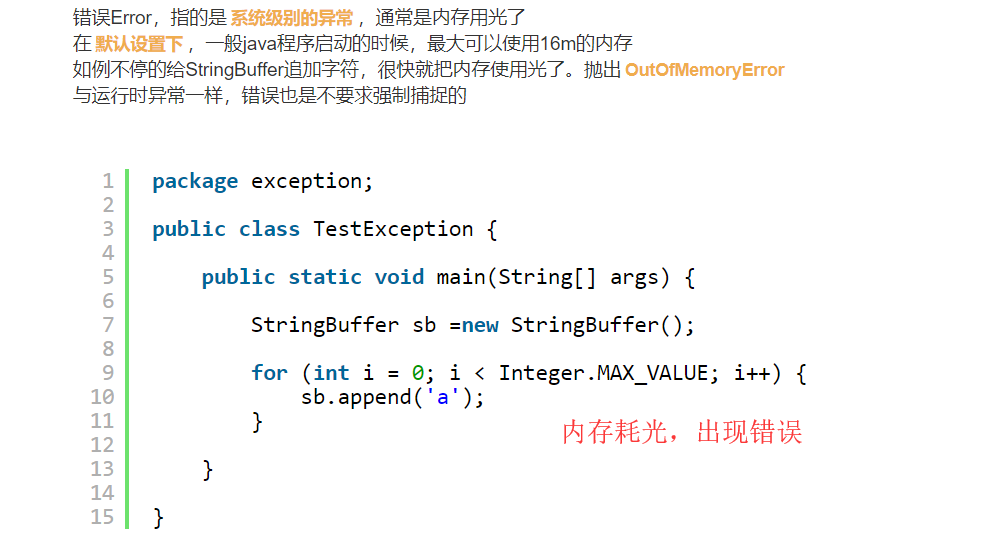 错误Error，指的是 系统级别的异常 ，通常是内存用光了
在 默认设置下 ，一般java程序启动的时候，最大可以使用16m的内存
如例不停的给StringBuffer追加字符，很快就把内存使用光了。抛出 OutOfMemoryError
与运行时异常一样，错误也是不要求强制捕捉的
1 package exception;
2
3 public class TestException {
4
5     public static void main(String[] args) {
6
7         StringBuffer sb =new StringBuffer();
8
9         for (int i = 0; i < Integer.MAX_VALUE; i++) {
10             sb.append('a');
11         }
内存耗光，出现错误
12
13     }
14
15 }